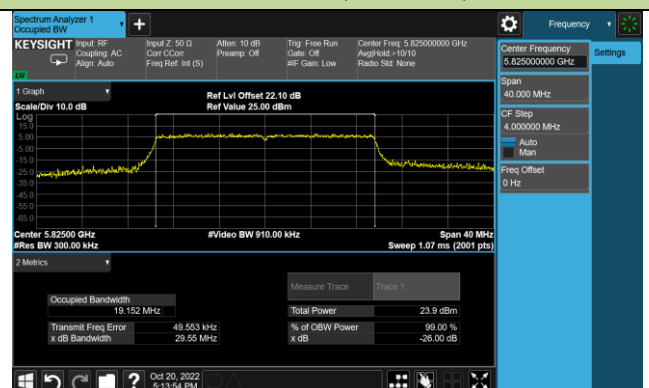 Spectrum Analyzer 1
Occupied BW
+
Frequency
KEYSIGHT
Input: RF
Coupling: AC
Align: Auto
Input Z: 50 Ω
Corr CCorr
Freq Ref: Int (S)
Atten: 10 dB
Preamp: Off
Trig: Free Run
Gate: Off
#IF Gain: Low
Center Freq: 5.825000000 GHz
Avg|Hold:>10/10
Radio Std: None
LW
Center Frequency
5.825000000 GHz
Settings
Span
40.000 MHz
CF Step
4.000000 MHz
Auto
Man
Freq Offset
0 Hz
1 Graph
Scale/Div 10.0 dB
Ref Lvl Offset 22.10 dB
Ref Value 25.00 dBm
Log
15.0
5.00
-5.00
-15.0
-25.0
-35.0
-45.0
-55.0
-65.0
Center 5.82500 GHz
#Res BW 300.00 kHz
#Video BW 910.00 kHz
Span 40 MHz
Sweep 1.07 ms (2001 pts)
2 Metrics
Measure Trace
Trace 1
Occupied Bandwidth
19.152 MHz
Total Power
23.9 dBm
Transmit Freq Error
49.553 kHz
% of OBW Power
99.00 %
x dB Bandwidth
29.55 MHz
x dB
-26.00 dB
?
Oct 20, 2022
5:13:54 PM